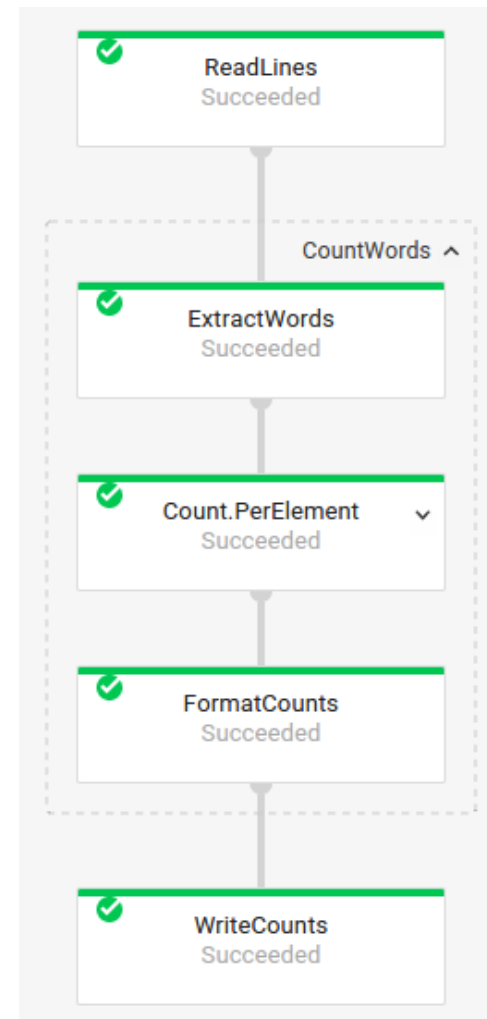 ReadLines
Succeeded
CountWords
ExtractWords
Succeeded
Count.PerElement
Succeeded
FormatCounts
Succeeded
WriteCounts
Succeeded